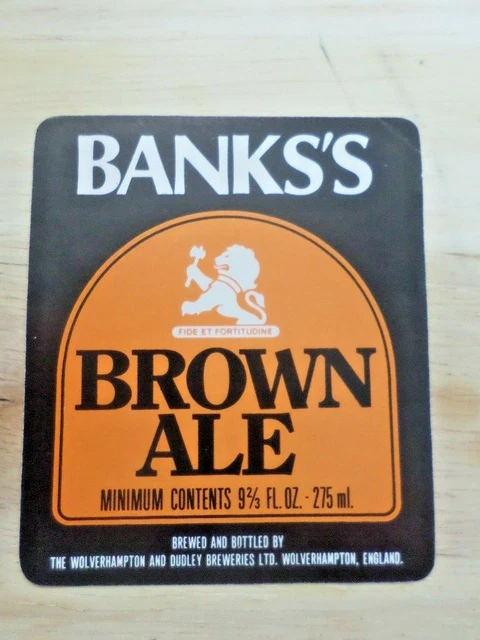 BANKS'S
FIDE ET FORTITUDINE
BROWN
ALE
MINIMUM CONTENTS 9⅔ FL. OZ. - 275 ml.
BREWED AND BOTTLED BY
THE WOLVERHAMPTON AND DUDLEY BREWERIES LTD. WOLVERHAMPTON, ENGLAND.